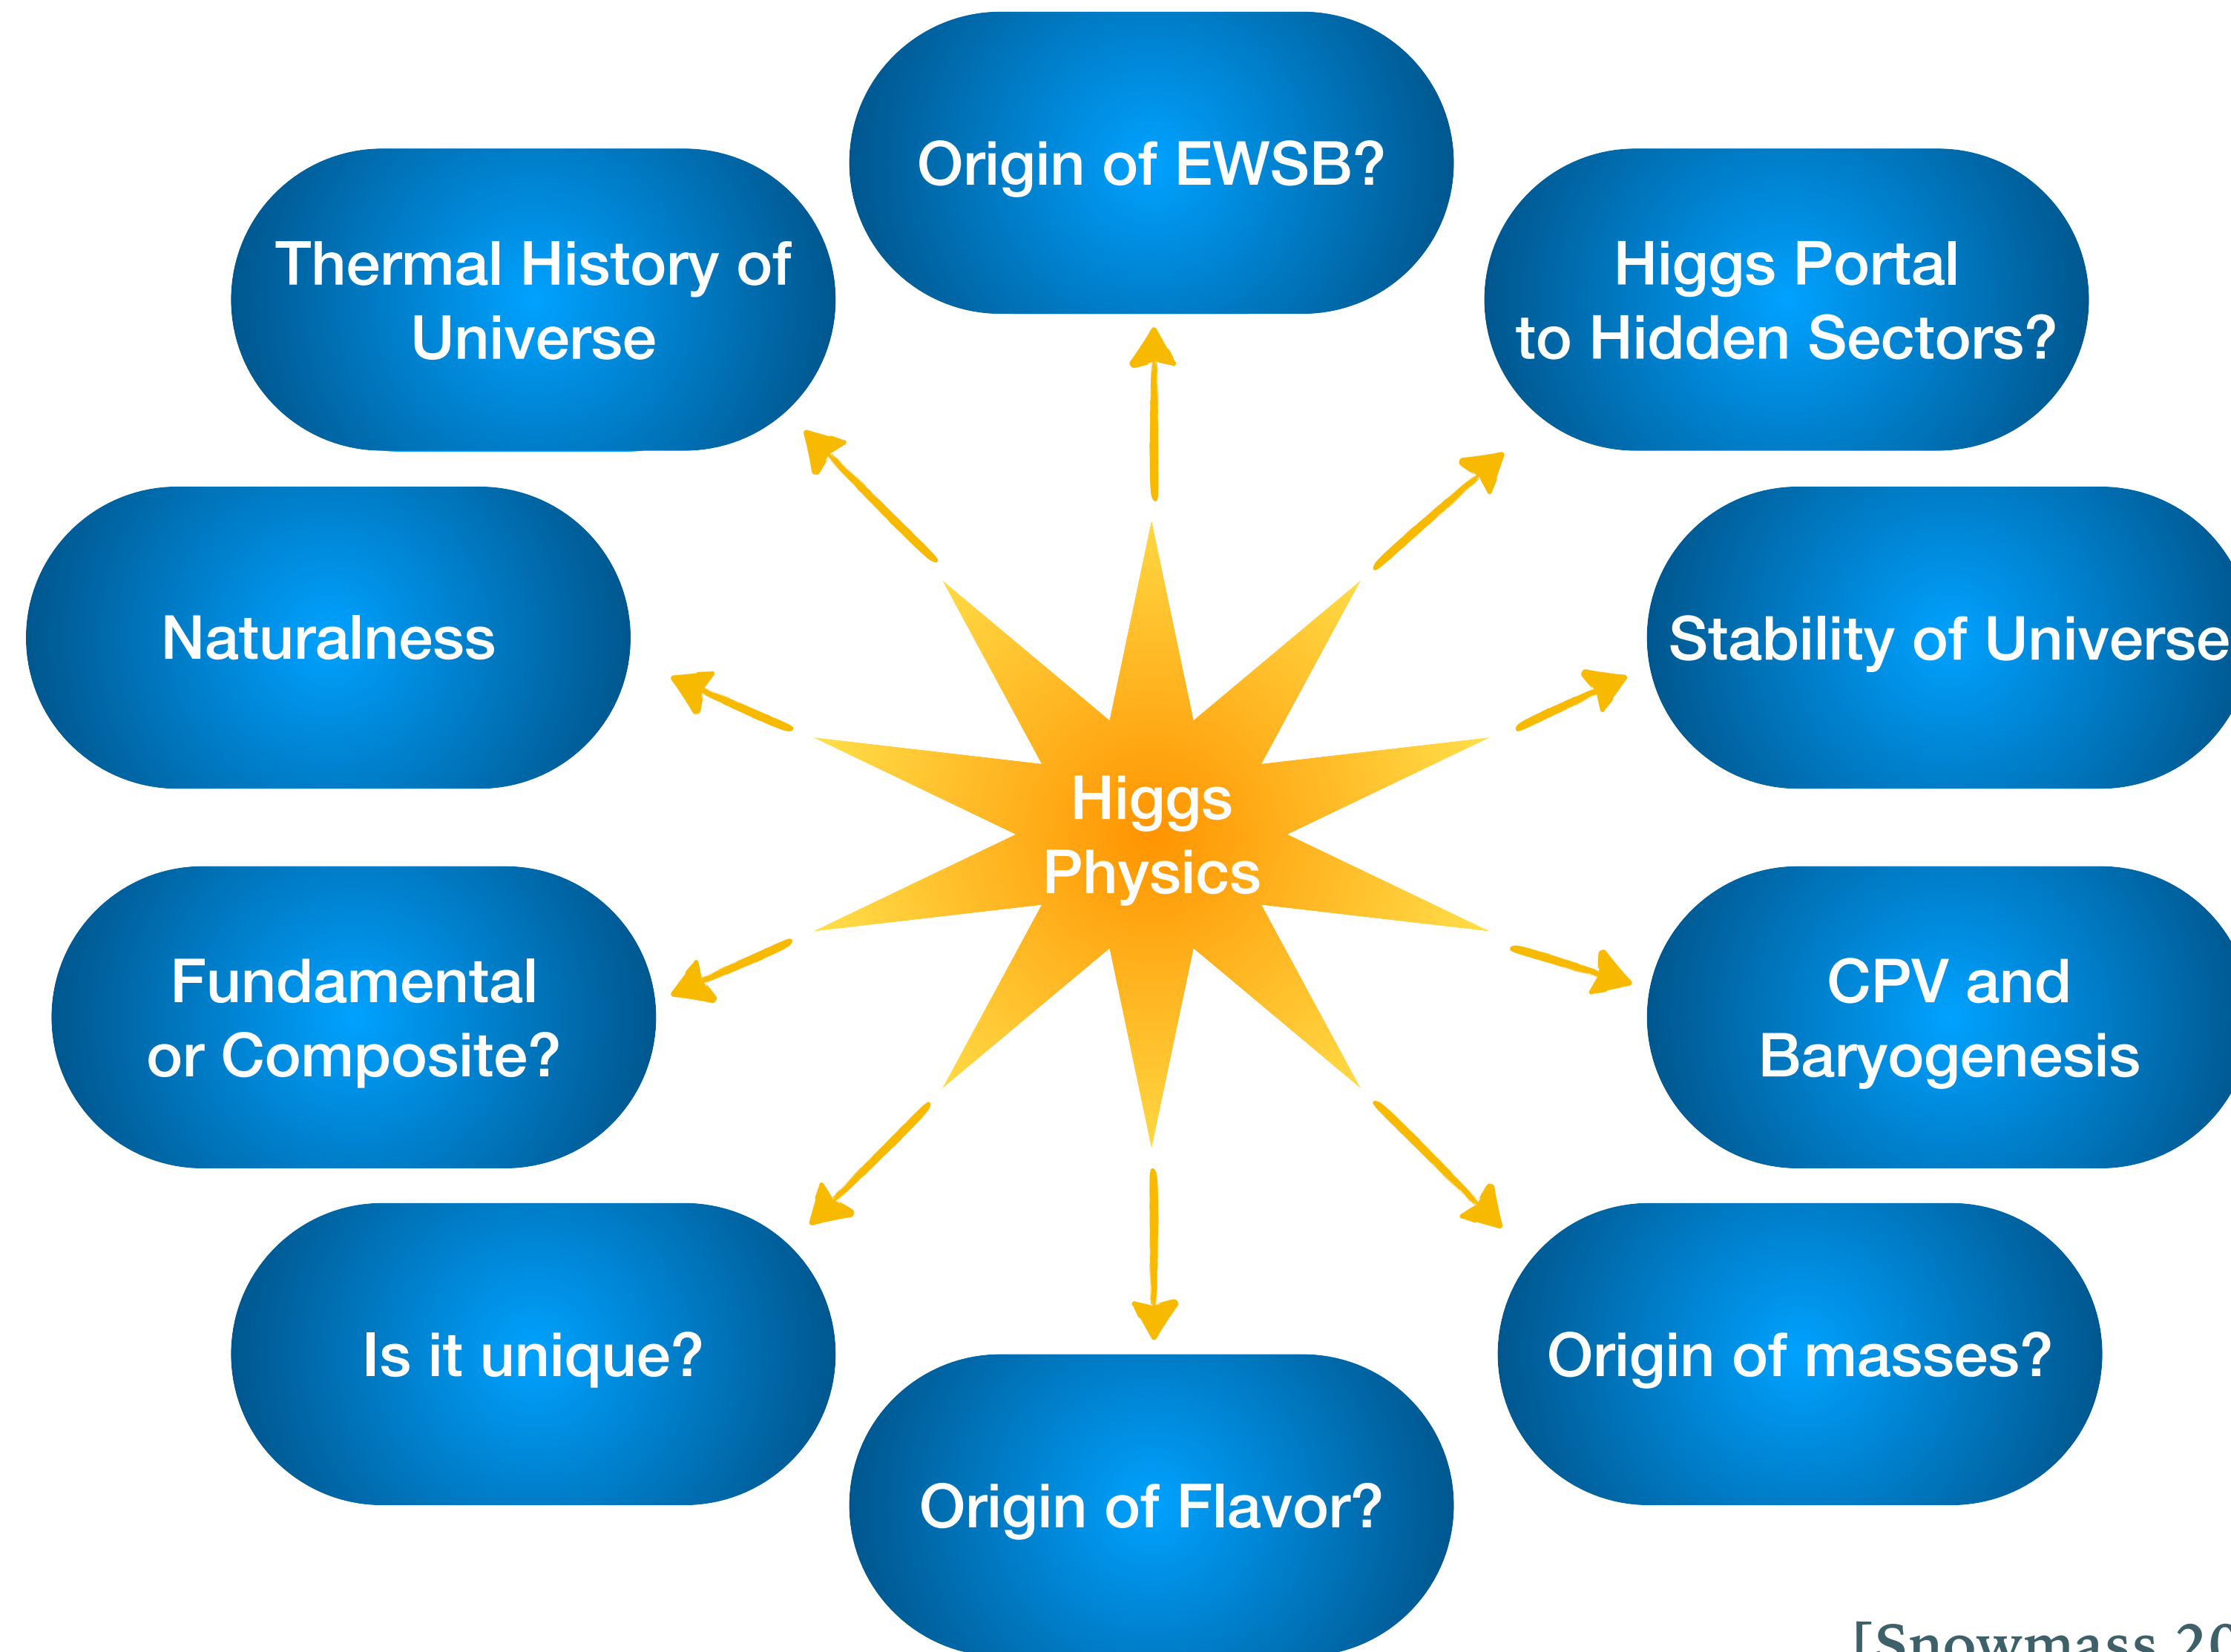 Origin of EWSB?
Thermal History of
Universe
Higgs Portal
to Hidden Sectors?
Naturalness
Stability of Universe
Higgs
Physics
Fundamental
or Composite?
CPV and
Baryogenesis
Is it unique?
Origin of masses?
Origin of Flavor?
[Snowmass